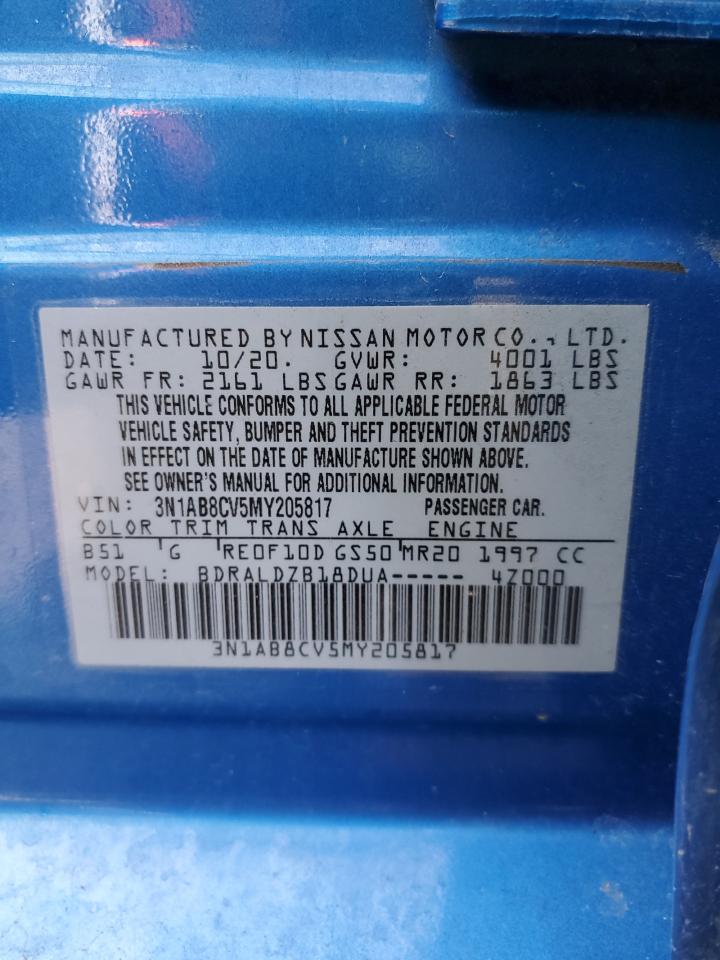 MANUFACTURED BY NISSAN MOTOR CO., LTD.
DATE: 10/20. GVWR: 4001 LBS
GAWR FR: 2161 LBS GAWR RR: 1863 LBS
THIS VEHICLE CONFORMS TO ALL APPLICABLE FEDERAL MOTOR
VEHICLE SAFETY, BUMPER AND THEFT PREVENTION STANDARDS
IN EFFECT ON THE DATE OF MANUFACTURE SHOWN ABOVE.
SEE OWNER'S MANUAL FOR ADDITIONAL INFORMATION.
VIN: 3N1AB8CV5MY205817 PASSENGER CAR.
COLOR TRIM TRANS AXLE ENGINE
B51 G RE0F10D GS50 MR20 1997 CC
MODEL: BDRALDZB18DUA----- 4Z000
3N1AB8CV5MY205817